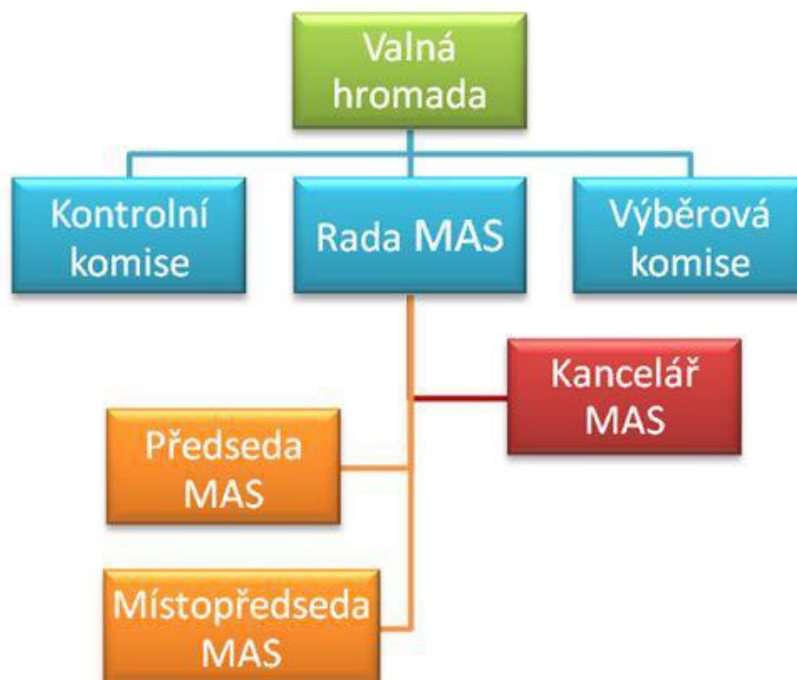 Valná
hromada
Kontrolní
komise
Rada MAS
Výběrová
komise
Kancelář
MAS
Předseda
MAS
Místopředseda
MAS